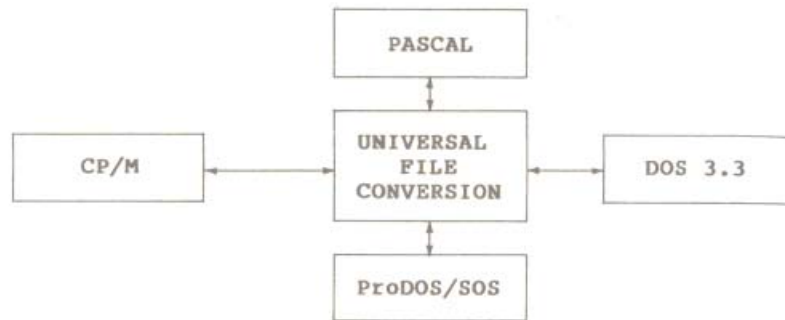 PASCAL
CP/M
UNIVERSAL
FILE
CONVERSION
DOS 3.3
ProDOS/SOS